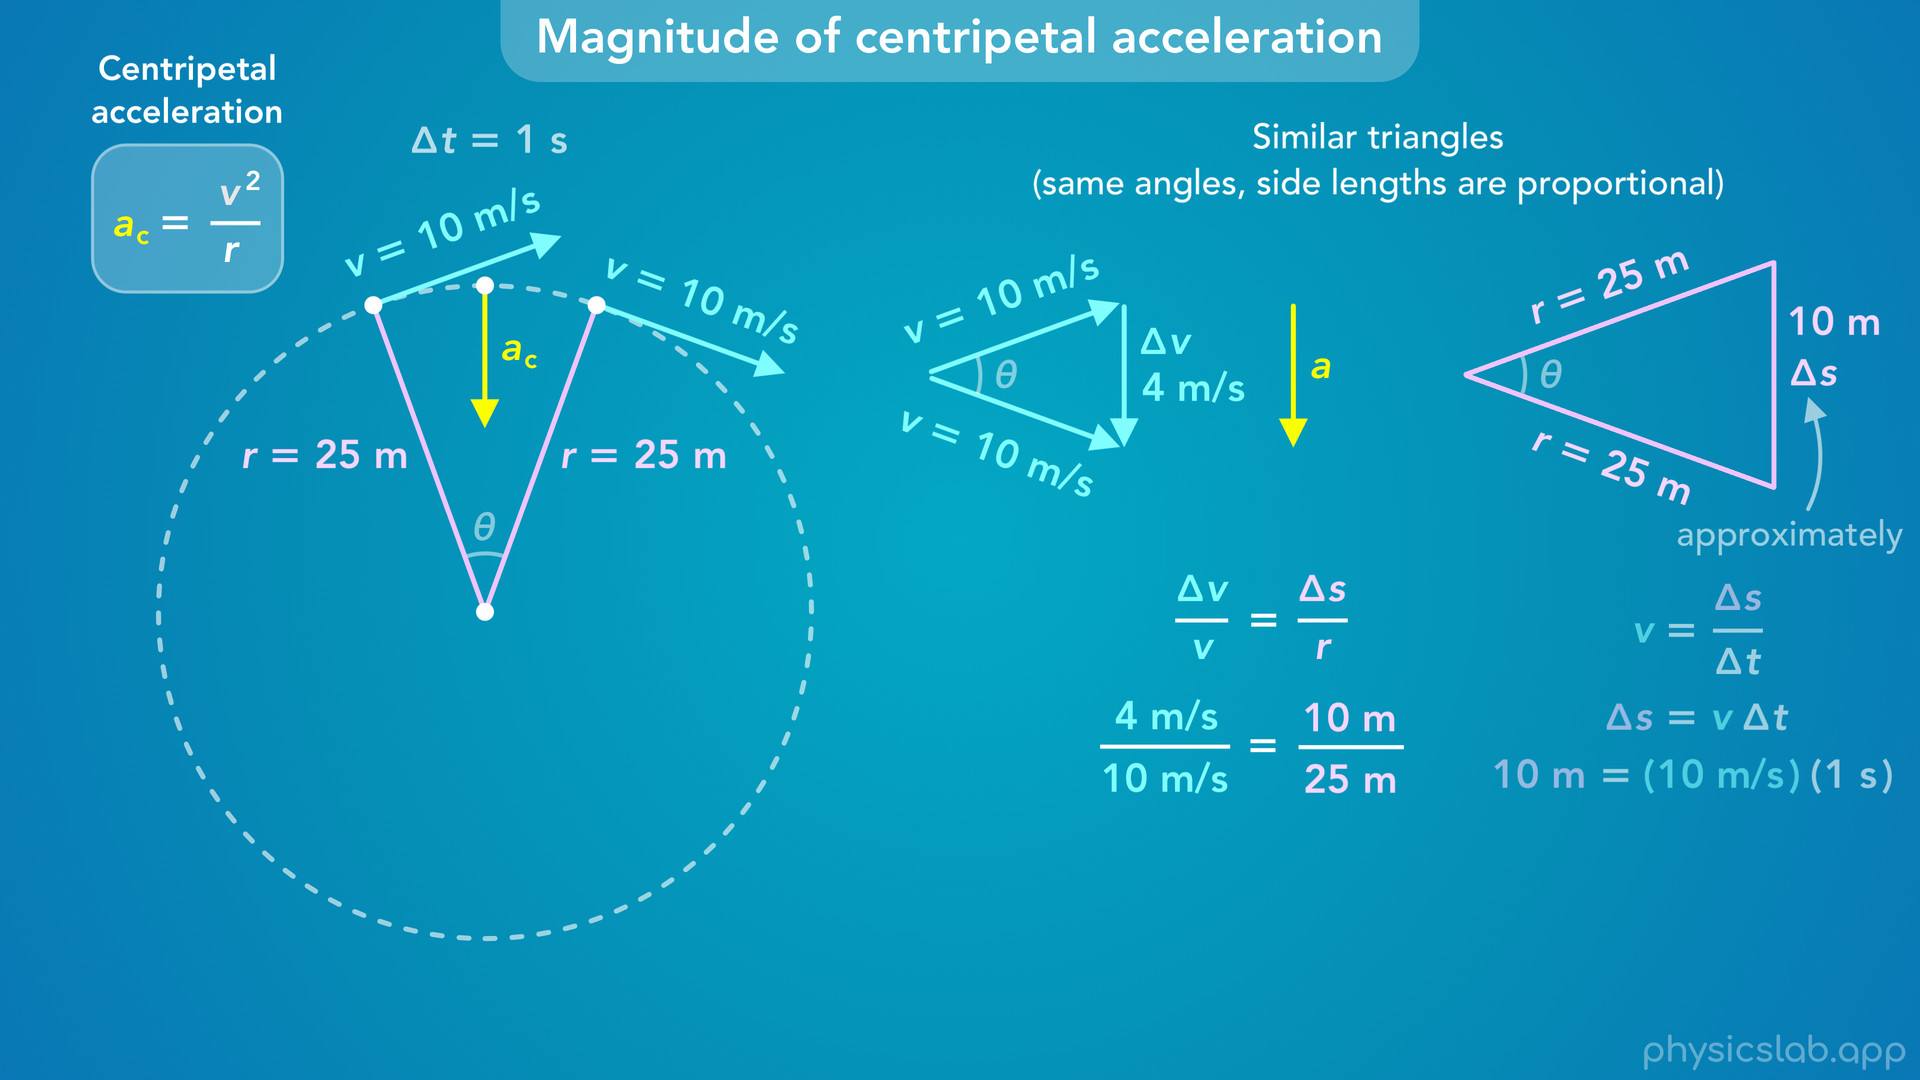 Magnitude of centripetal acceleration
Centripetal
acceleration
a_c = v²/r
Δt = 1 s
v = 10 m/s
v = 10 m/s
a_c
r = 25 m
r = 25 m
θ
Similar triangles
(same angles, side lengths are proportional)
v = 10 m/s
θ
v = 10 m/s
Δv
4 m/s
a
r = 25 m
θ
r = 25 m
10 m
Δs
approximately
Δv/v = Δs/r
4 m/s / 10 m/s = 10 m / 25 m
v = Δs/Δt
Δs = v Δt
10 m = (10 m/s) (1 s)
physicslab.app